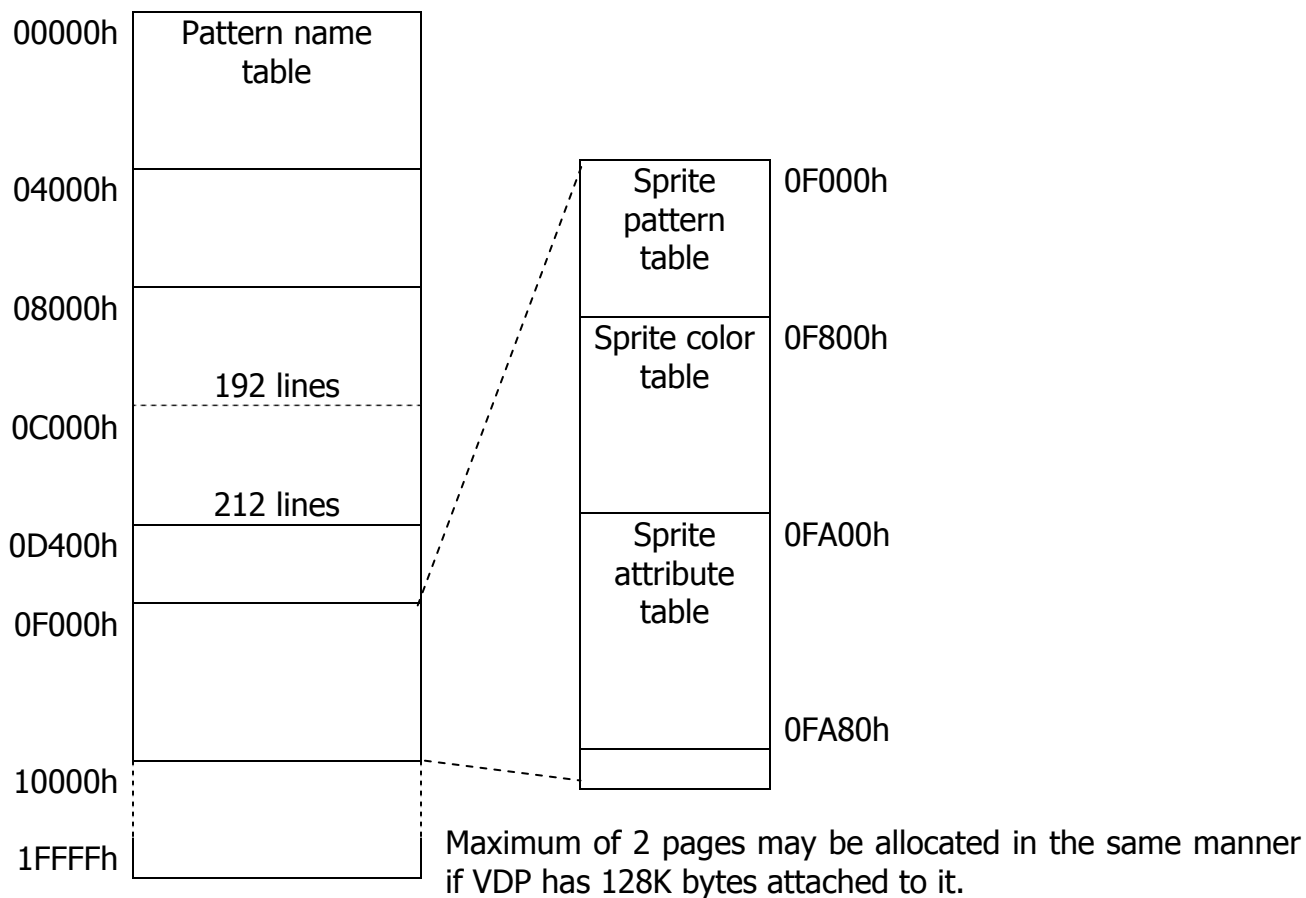 00000h
Pattern name
table
04000h
08000h
192 lines
0C000h
212 lines
0D400h
0F000h
10000h
1FFFFh
Sprite
pattern
table
0F000h
Sprite color
table
0F800h
Sprite
attribute
table
0FA00h
0FA80h
Maximum of 2 pages may be allocated in the same manner
if VDP has 128K bytes attached to it.